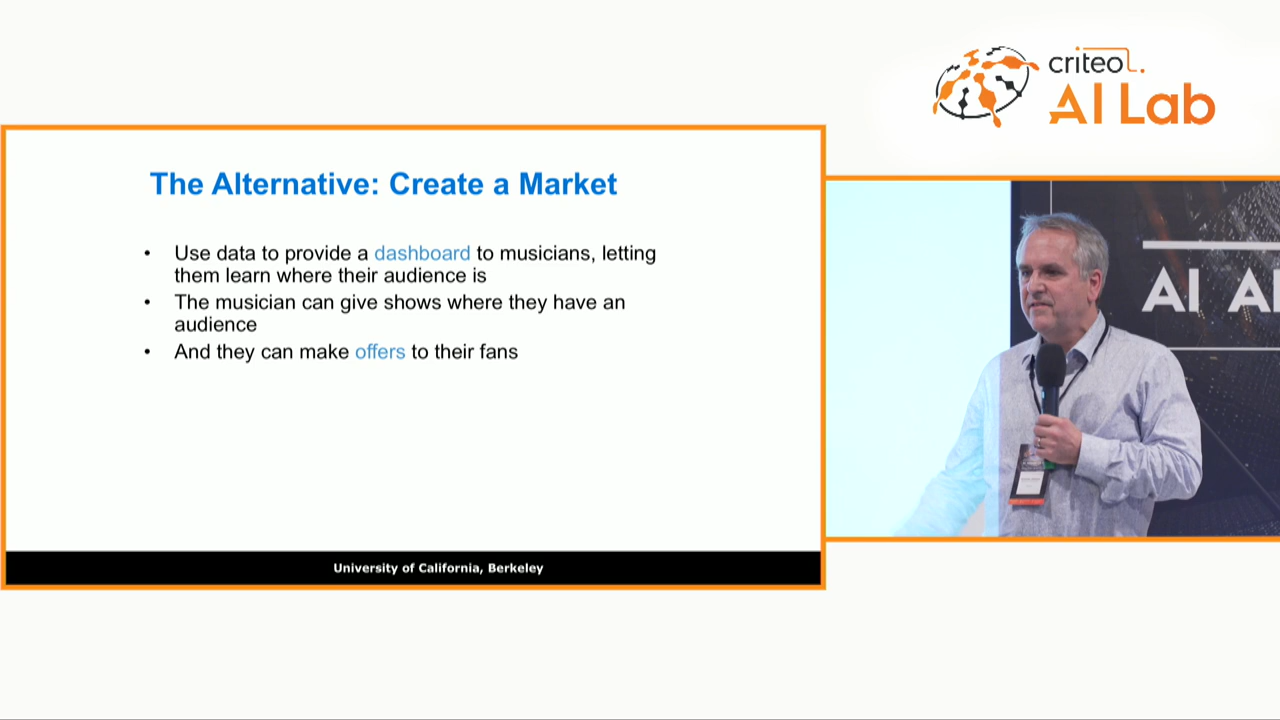 criteol.
AI Lab
The Alternative: Create a Market
• Use data to provide a dashboard to musicians, letting
them learn where their audience is
• The musician can give shows where they have an
audience
• And they can make offers to their fans
University of California, Berkeley
AI AI